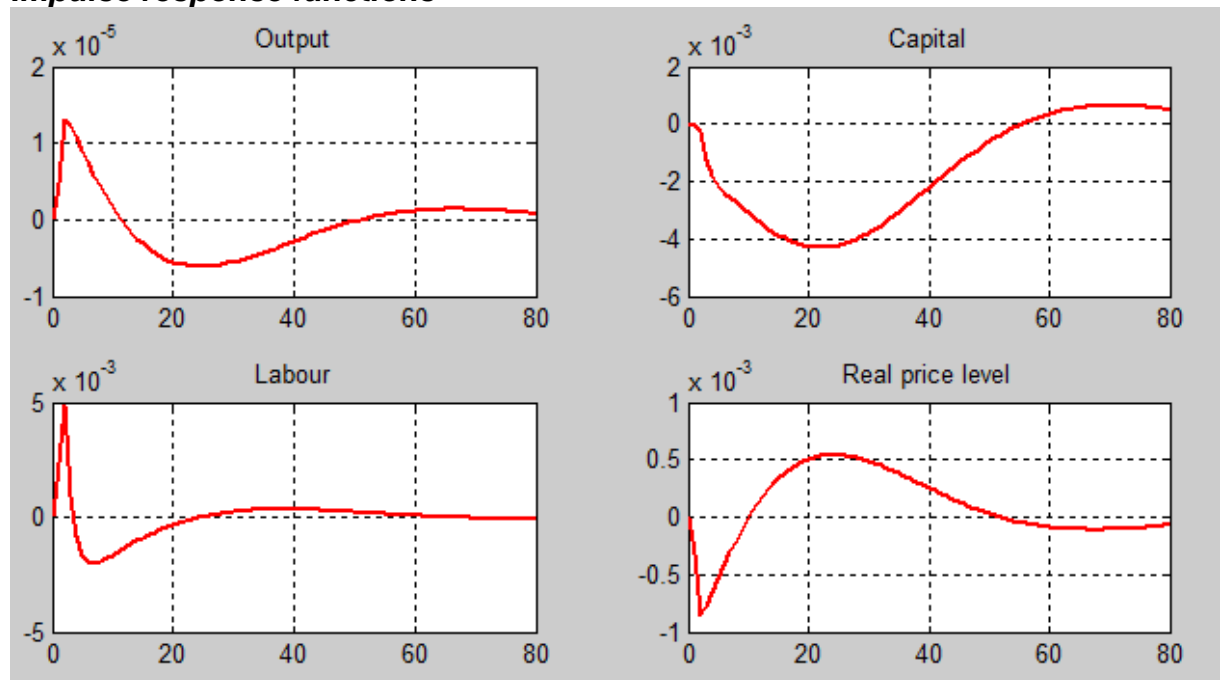 Impulse response functions
x 10^-5 Output
2
1
0
-1
0 20 40 60 80
x 10^-3 Capital
2
0
-2
-4
-6
0 20 40 60 80
x 10^-3 Labour
5
0
-5
0 20 40 60 80
x 10^-3 Real price level
1
0.5
0
-0.5
-1
0 20 40 60 80